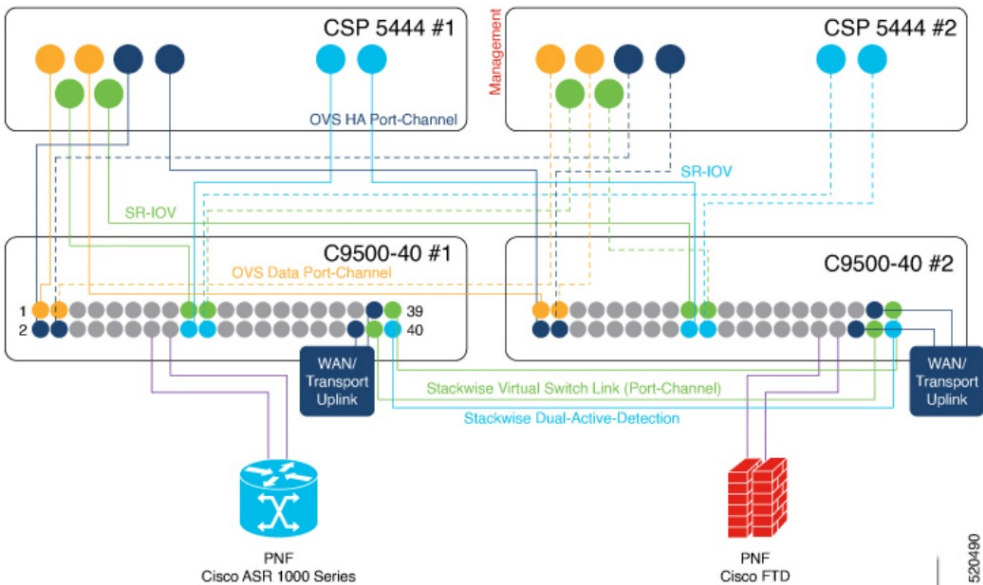 CSP 5444 #1
OVS HA Port-Channel
Management
CSP 5444 #2
SR-IOV
SR-IOV
C9500-40 #1
OVS Data Port-Channel
1
39
2
40
C9500-40 #2
WAN/
Transport
Uplink
WAN/
Transport
Uplink
Stackwise Virtual Switch Link (Port-Channel)
Stackwise Dual-Active-Detection
PNF
Cisco ASR 1000 Series
PNF
Cisco FTD
520490